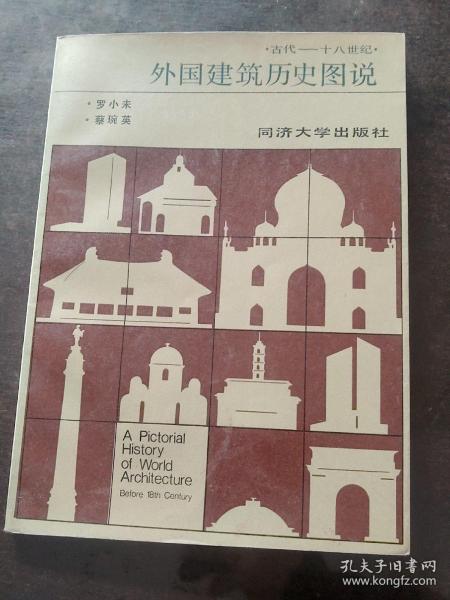 ·古代——十八世纪·
外国建筑历史图说
·罗小未
·蔡琬英
同济大学出版社
A Pictorial
History
of World
Architecture
Before 18th Century
孔夫子旧书网
www.kongfz.com